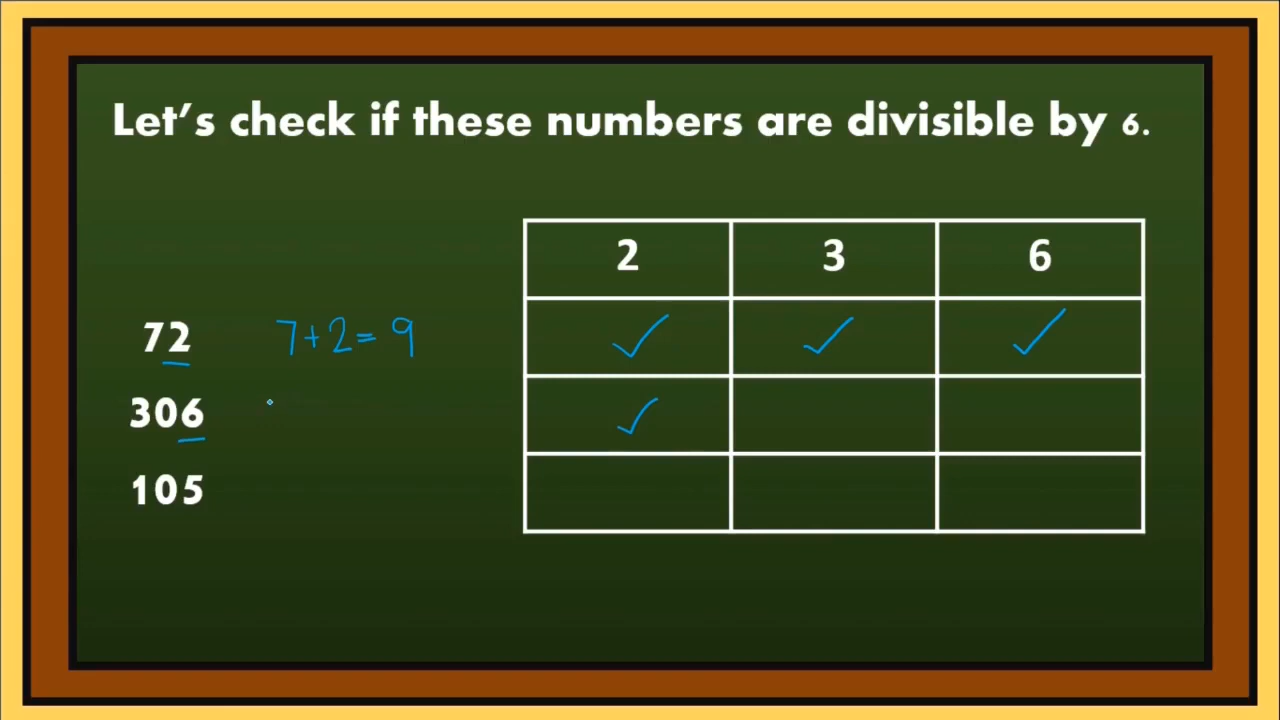 Let's check if these numbers are divisible by 6.
2 3 6
72 7+2=9 ✓ ✓ ✓
306 ✓
105